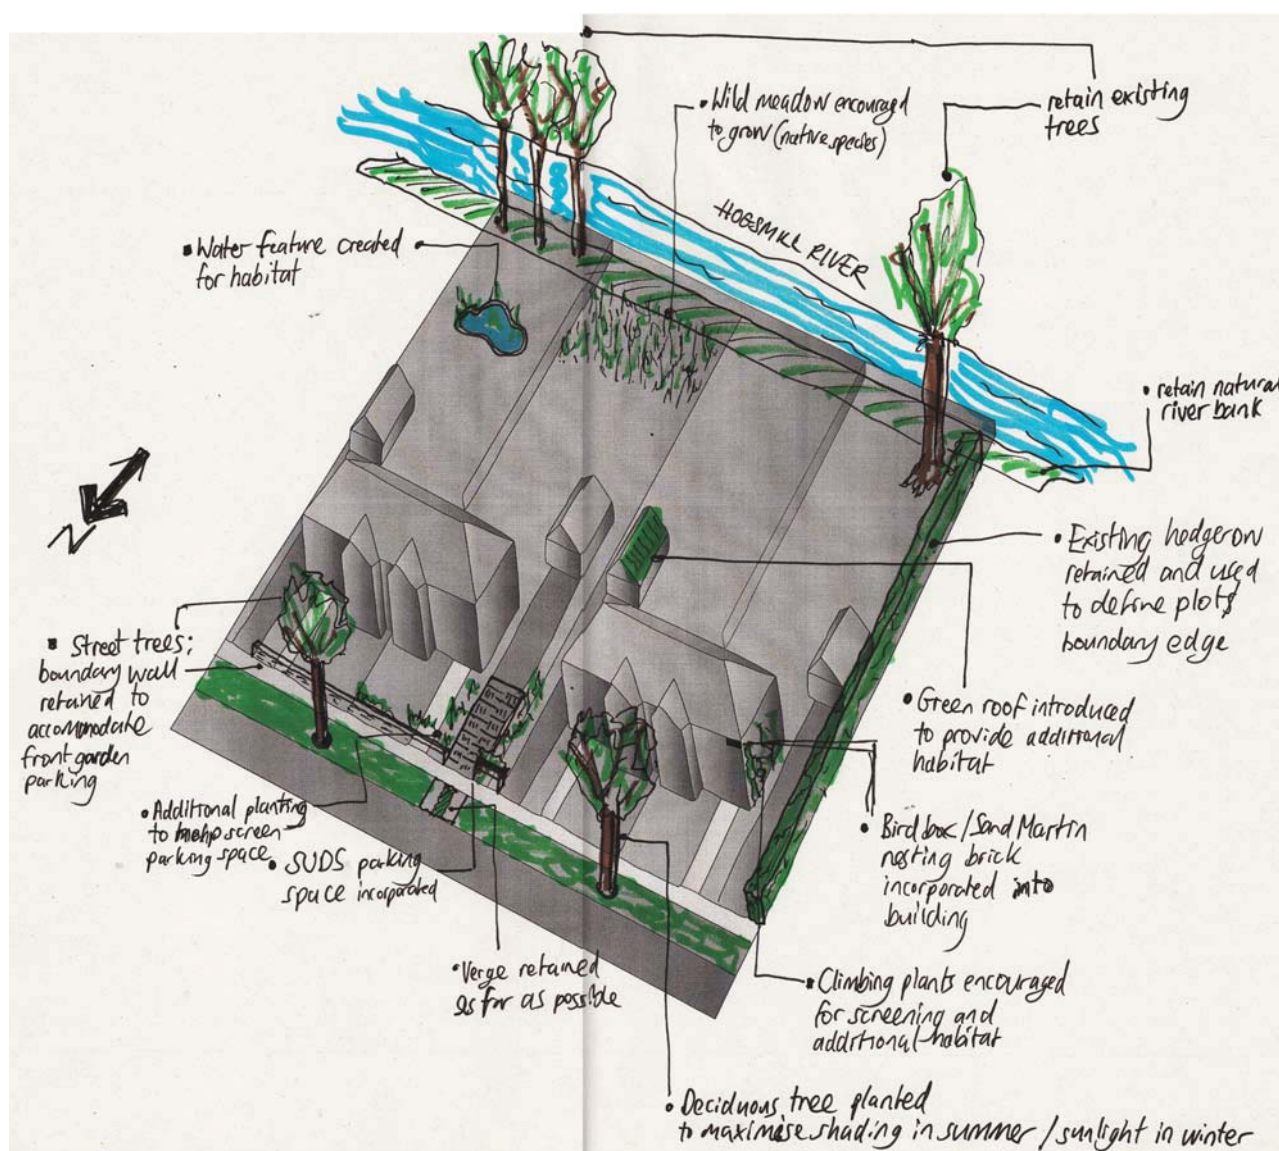 • Wild meadow encouraged
to grow (native species)
retain existing
trees
• Water feature created
for habitat
HOGSMILL RIVER
• retain natural
river bank
N
• Existing hedgerow
retained and used
to define plots
boundary edge
• Street trees;
boundary wall
retained to
accommodate
front garden
parking
• Green roof introduced
to provide additional
habitat
• Additional planting
to help screen
parking space
• SUDS parking
space incorporated
• Bird box / Sand Martin
nesting brick
incorporated into
building
• Verge retained
as far as possible
• Climbing plants encouraged
for screening and
additional habitat
• Deciduous tree planted
to maximise shading in summer / sunlight in winter